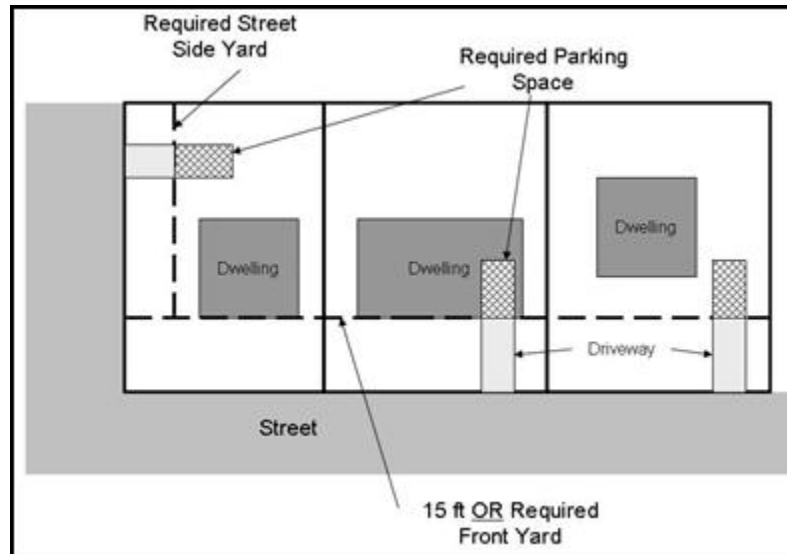 Required Street
Side Yard
Required Parking
Space
Dwelling
Dwelling
Dwelling
Driveway
Street
15 ft OR Required
Front Yard